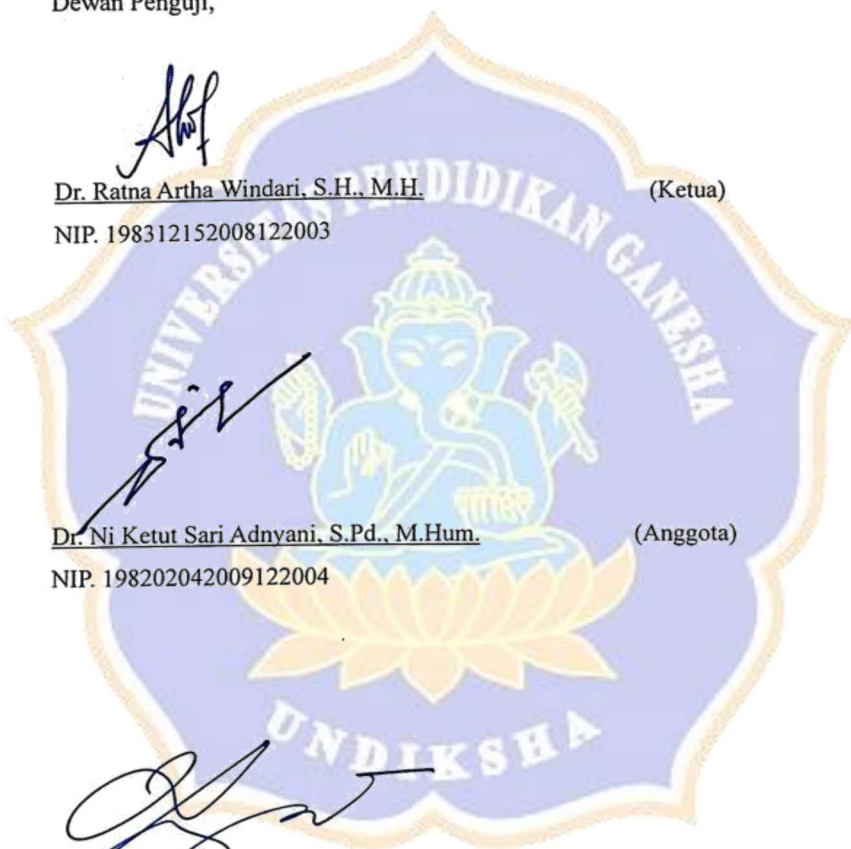 Dewan Penguji,
Dr. Ratna Artha Windari, S.H., M.H. (Ketua)
NIP. 198312152008122003
UNIVERSITAS PENDIDIKAN GANESHA
Dr. Ni Ketut Sari Adnyani, S.Pd., M.Hum. (Anggota)
NIP. 198202042009122004
UNDIKSHA